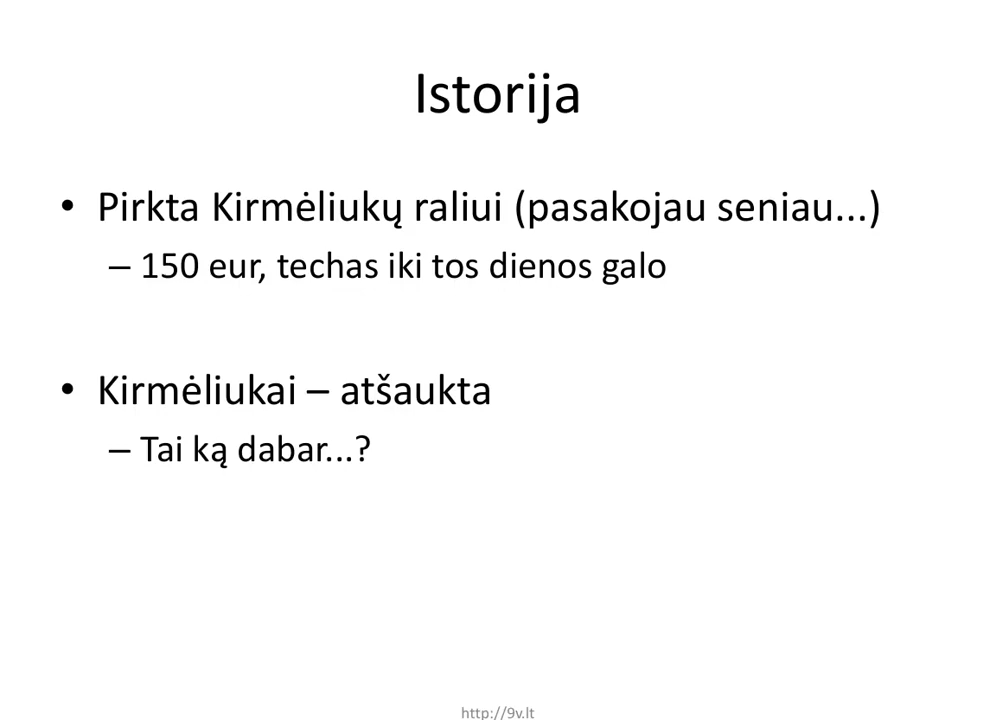 Istorija
• Pirkta Kirmėliukų raliui (pasakojau seniau...)
– 150 eur, techas iki tos dienos galo
• Kirmėliukai – atšaukta
– Tai ką dabar...?
http://9v.lt